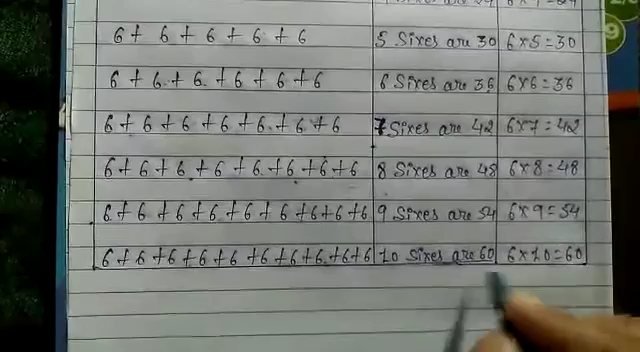 6+6+6+6+6 5 Sixes are 30 6×5=30
6+6+6+6+6+6 6 Sixes are 36 6×6=36
6+6+6+6+6+6+6 7 Sixes are 42 6×7=42
6+6+6+6+6+6+6+6 8 Sixes are 48 6×8=48
6+6+6+6+6+6+6+6+6 9 Sixes are 54 6×9=54
6+6+6+6+6+6+6+6+6+6 10 Sixes are 60 6×10=60